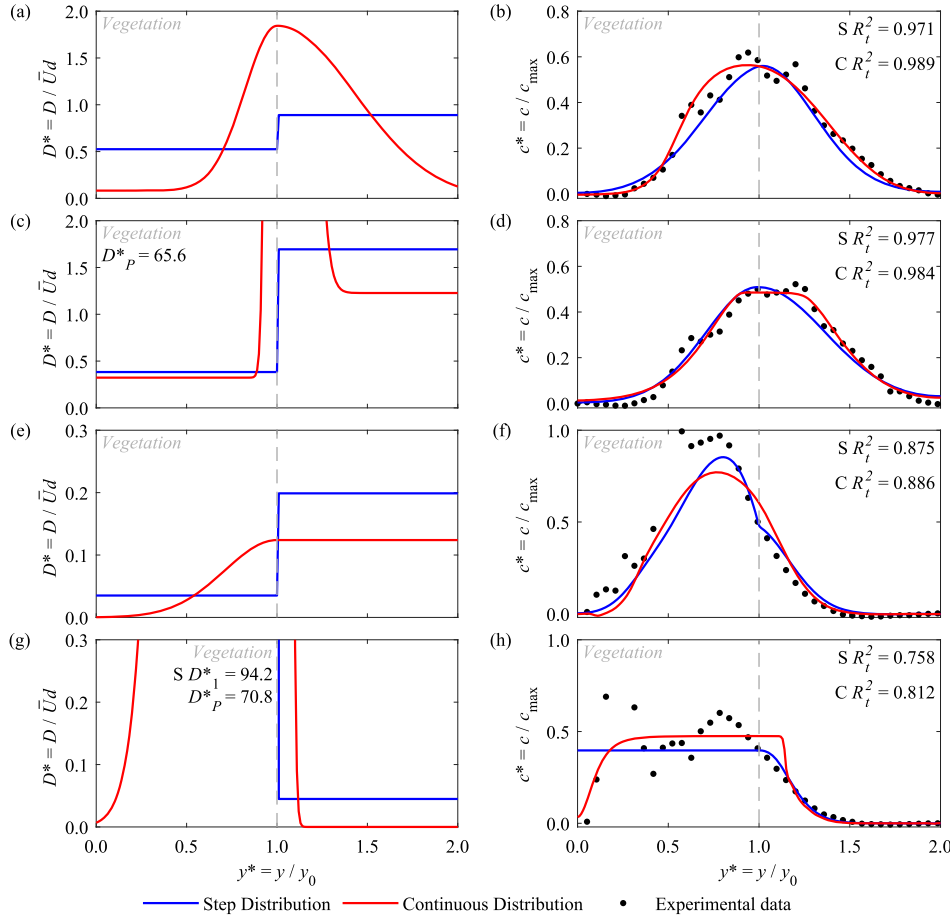 (a)
Vegetation
D* = D / Ūd
2.0
1.5
1.0
0.5
0.0
(b)
Vegetation
S R_t^2 = 0.971
C R_t^2 = 0.989
c* = c / c_max
0.8
0.6
0.4
0.2
0.0
(c)
Vegetation
D*_P = 65.6
D* = D / Ūd
2.0
1.5
1.0
0.5
0.0
(d)
Vegetation
S R_t^2 = 0.977
C R_t^2 = 0.984
c* = c / c_max
0.8
0.6
0.4
0.2
0.0
(e)
Vegetation
D* = D / Ūd
0.3
0.2
0.1
0.0
(f)
Vegetation
S R_t^2 = 0.875
C R_t^2 = 0.886
c* = c / c_max
1.0
0.5
0.0
(g)
Vegetation
S D*_1 = 94.2
D*_P = 70.8
D* = D / Ūd
0.3
0.2
0.1
0.0
0.0 0.5 1.0 1.5 2.0
y* = y / y_0
(h)
Vegetation
S R_t^2 = 0.758
C R_t^2 = 0.812
c* = c / c_max
1.0
0.5
0.0
0.0 0.5 1.0 1.5 2.0
y* = y / y_0
Step Distribution Continuous Distribution Experimental data